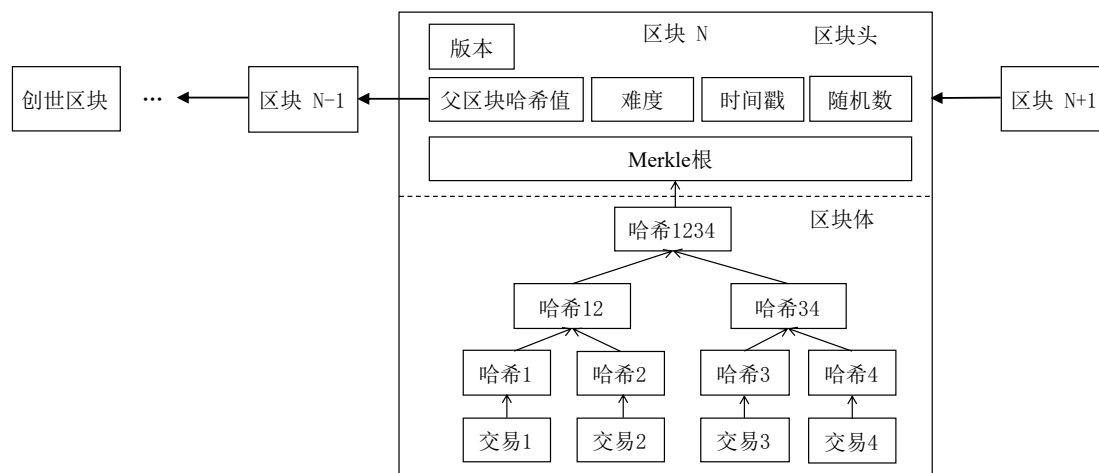 区块 N
区块头
版本
创世区块
…
区块 N-1
父区块哈希值
难度
时间戳
随机数
区块 N+1
Merkle根
区块体
哈希1234
哈希12
哈希34
哈希1
哈希2
哈希3
哈希4
交易1
交易2
交易3
交易4